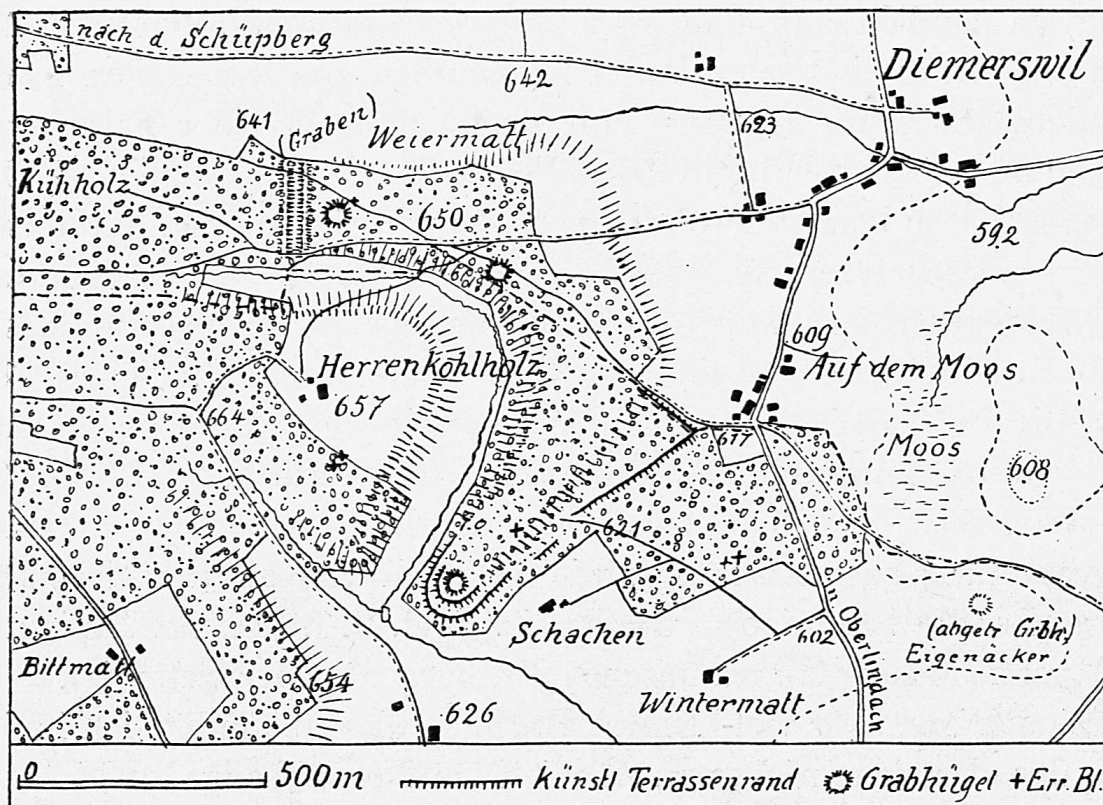 nach d. Schüpberg
642
Diemerswil
641
(Graben)
Weiermatt
623
Kühholz
650
592
609
Herrenkohlholz
Auf dem Moos
657
664
617
Moos
608
621
Schachen
602
n. Oberlindach
(abgetr Grbh.)
Eigenäcker
Bittmatt
654
626
Wintermatt
0 500m künstl Terrassenrand Grabhügel + Err. Bl.